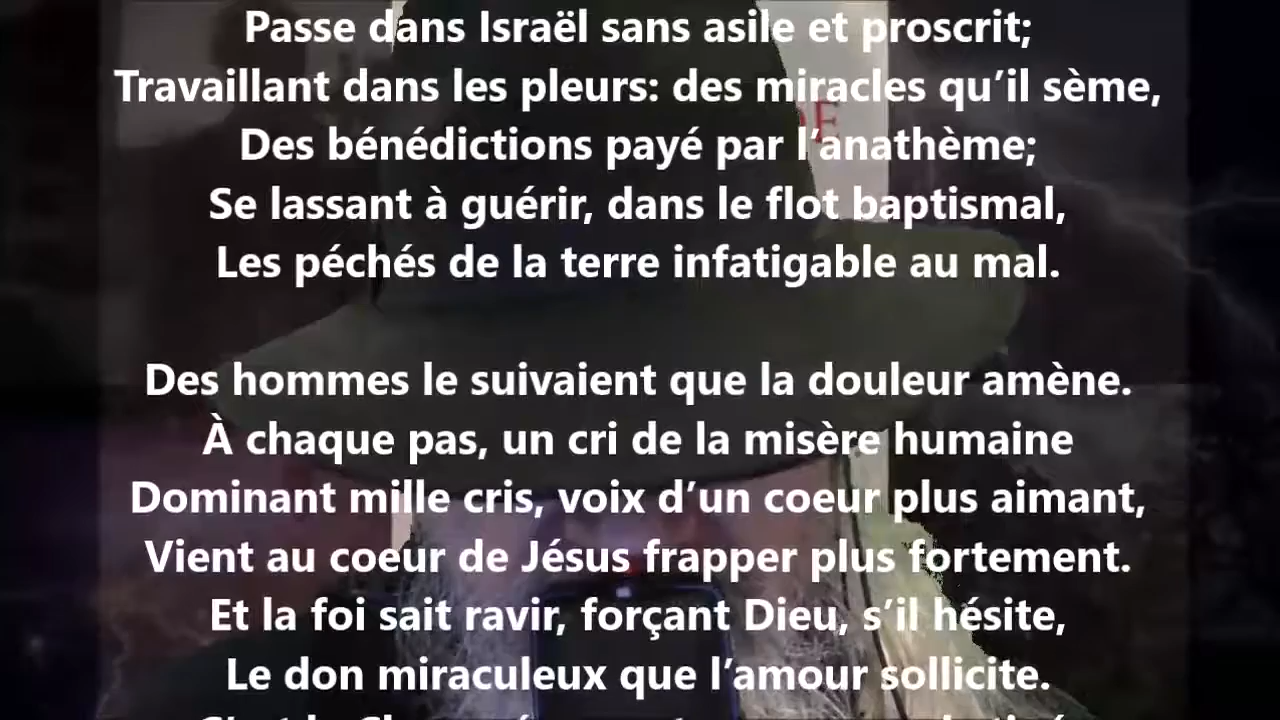 Passe dans Israël sans asile et proscrit;
Travaillant dans les pleurs: des miracles qu’il sème,
Des bénédictions payé par l’anathème;
Se lassant à guérir, dans le flot baptismal,
Les péchés de la terre infatigable au mal.
Des hommes le suivaient que la douleur amène.
À chaque pas, un cri de la misère humaine
Dominant mille cris, voix d’un coeur plus aimant,
Vient au coeur de Jésus frapper plus fortement.
Et la foi sait ravir, forçant Dieu, s’il hésite,
Le don miraculeux que l’amour sollicite.